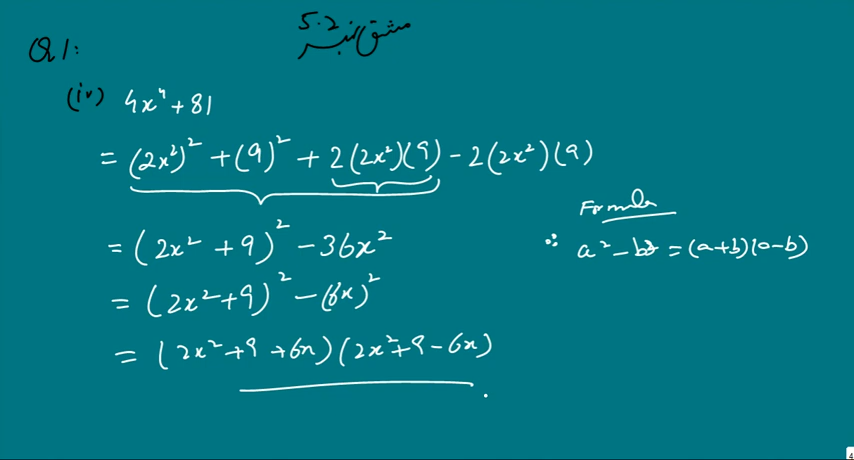 مشق نمبر 5.2
Q1:
(iv) 4x⁴ + 81
= (2x²)² + (9)² + 2(2x²)(9) - 2(2x²)(9)
Formula
= (2x² + 9)² - 36x²
∵ a² - b² = (a+b)(a-b)
= (2x² + 9)² - (6x)²
= (2x² + 9 + 6x)(2x² + 9 - 6x)
4